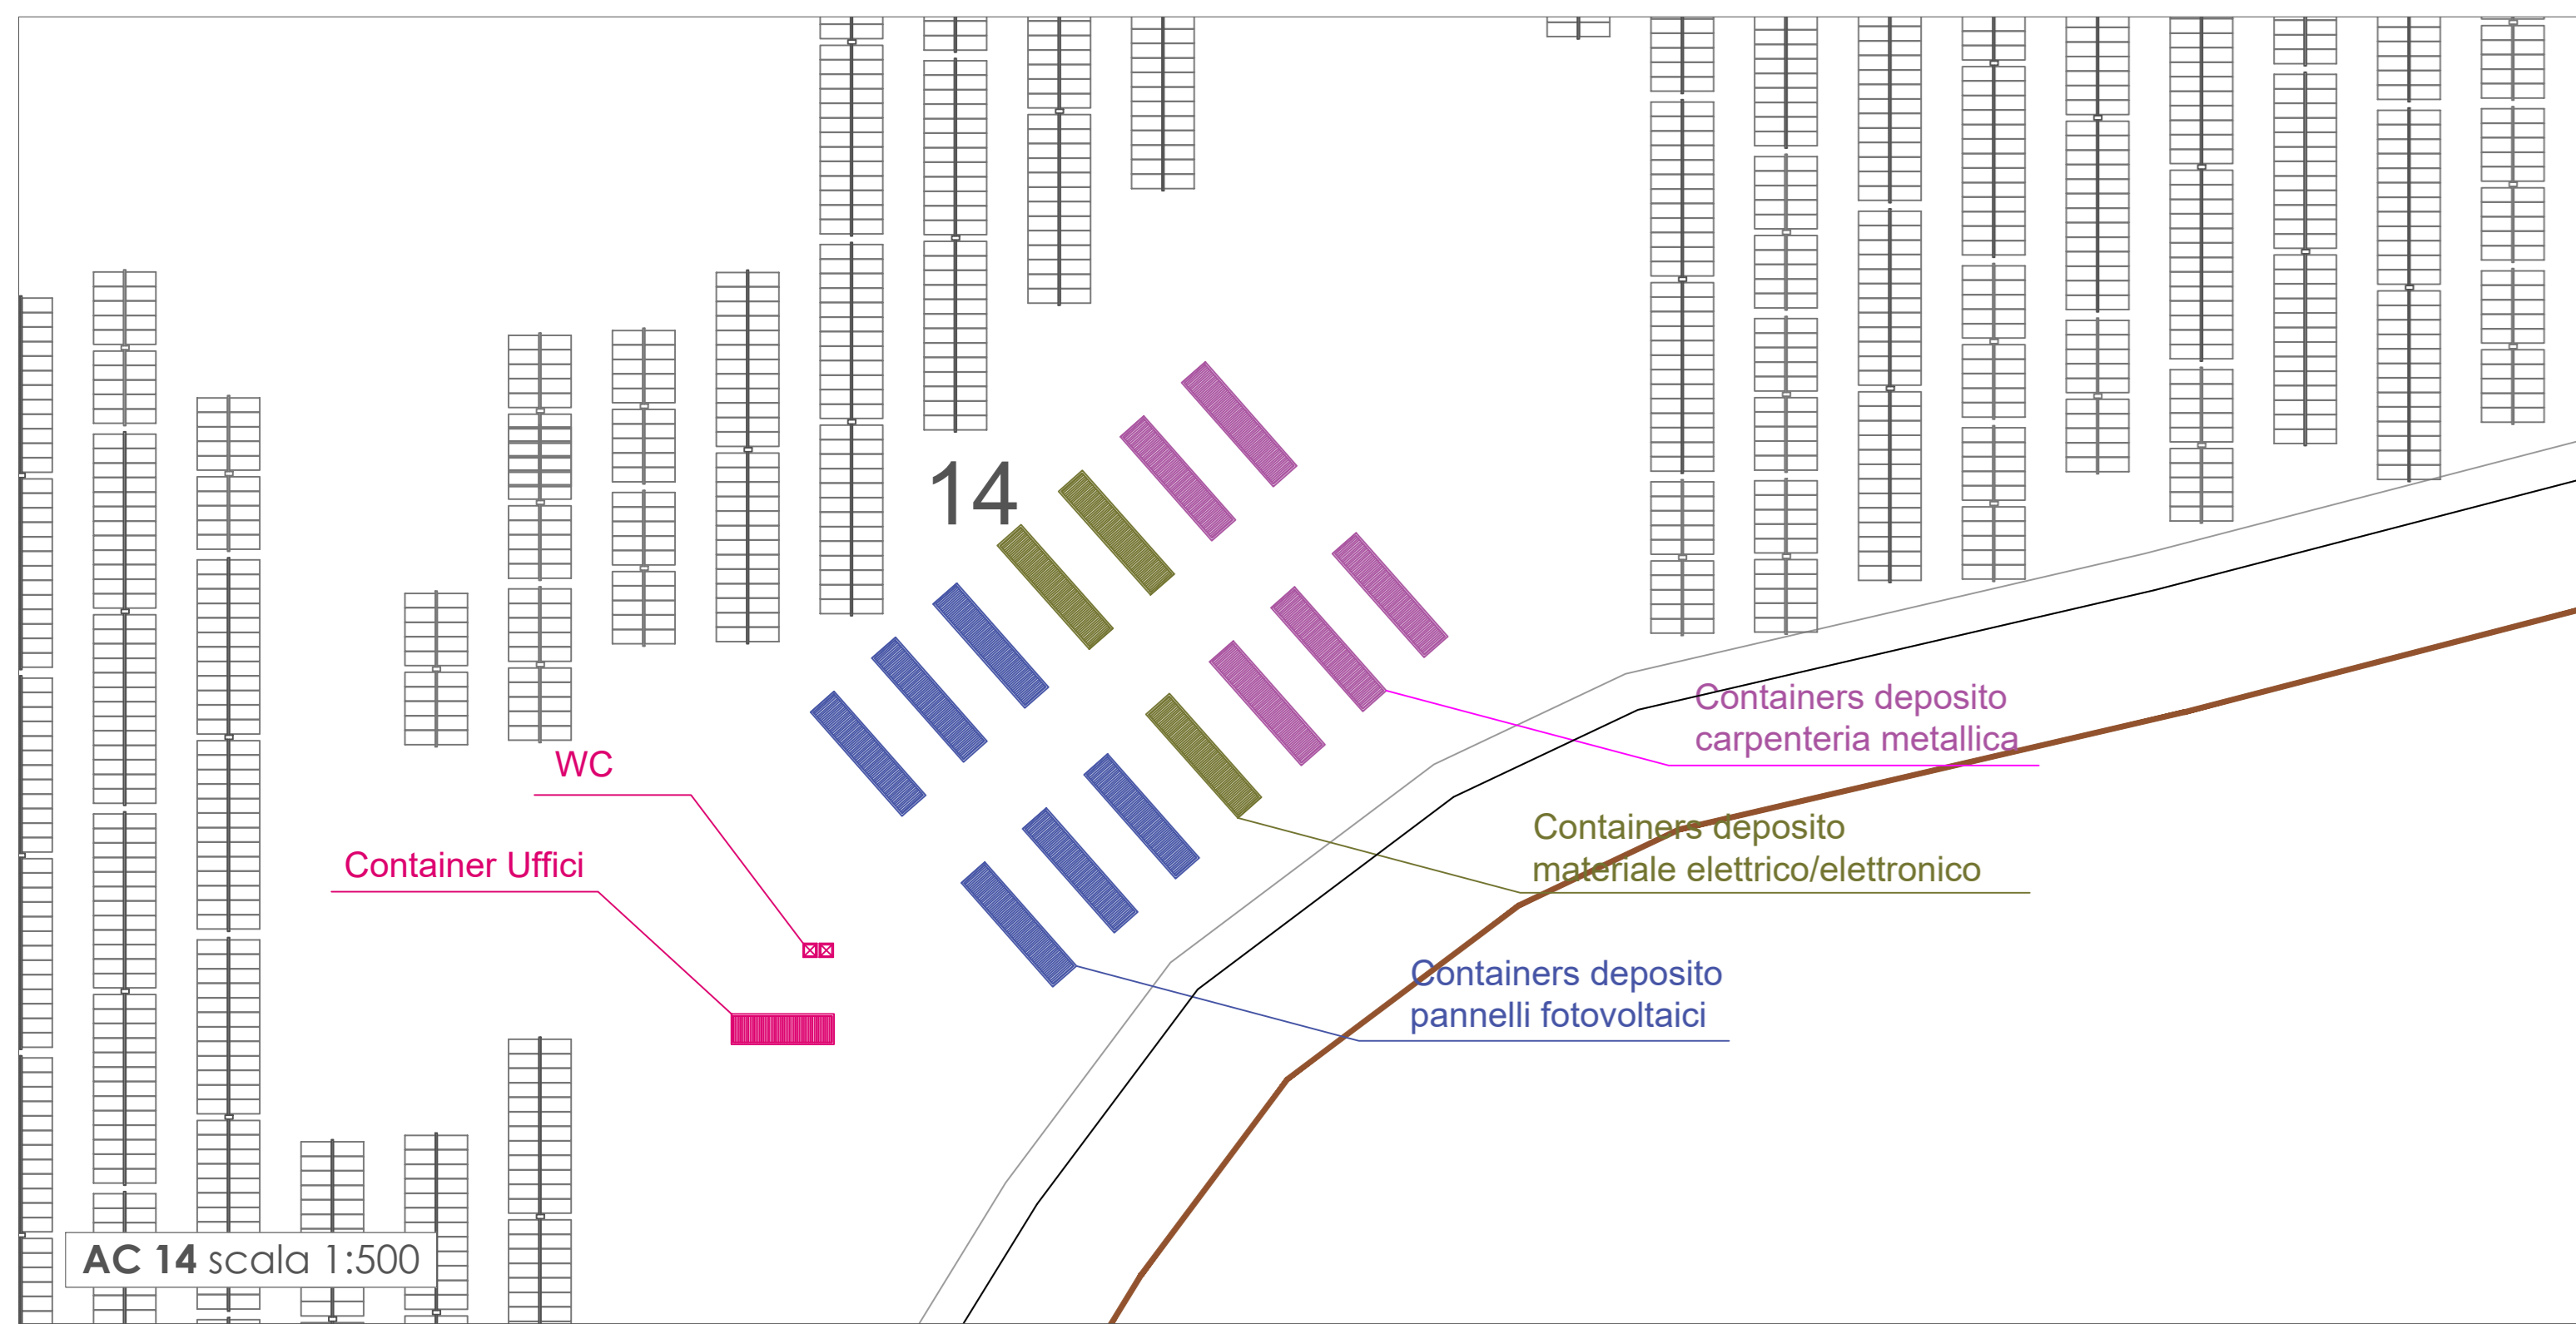 14
Containers deposito
carpenteria metallica
WC
Containers deposito
materiale elettrico/elettronico
Container Uffici
Containers deposito
pannelli fotovoltaici
AC 14 scala 1:500